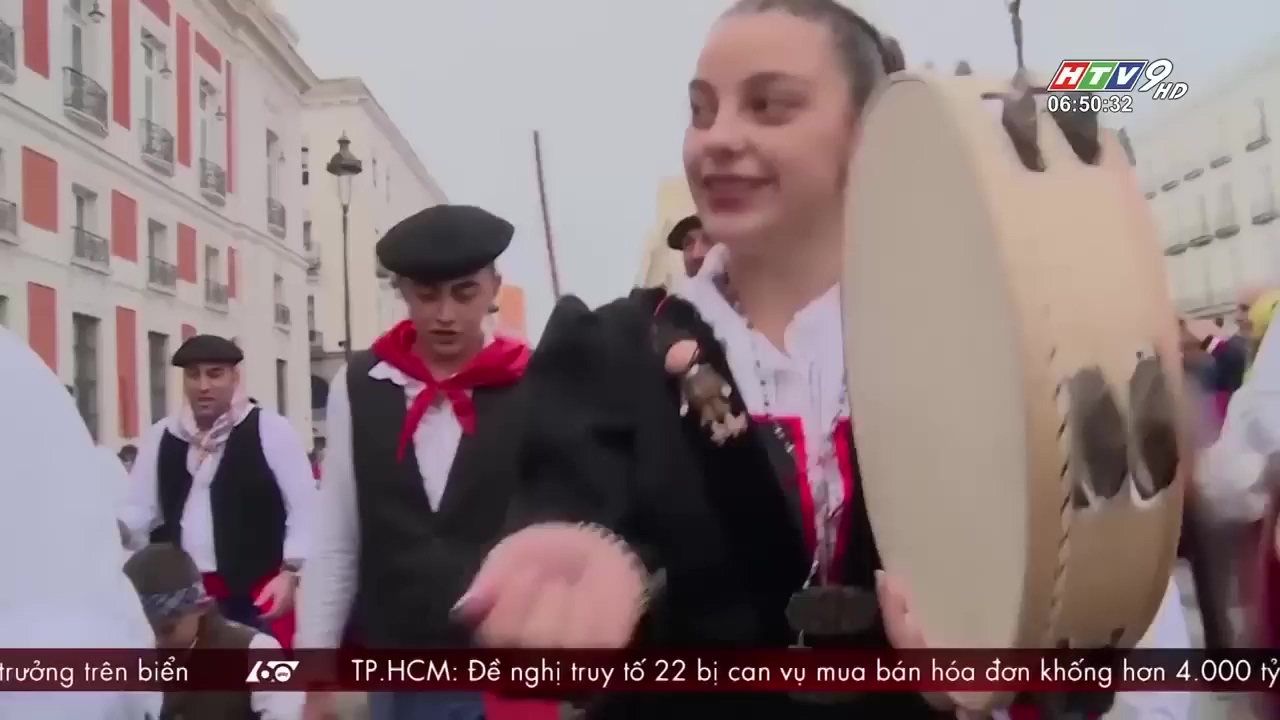 HTV9 HD
06:50:32
trưởng trên biển 60 TP.HCM: Đề nghị truy tố 22 bị can vụ mua bán hóa đơn khống hơn 4.000 tỷ